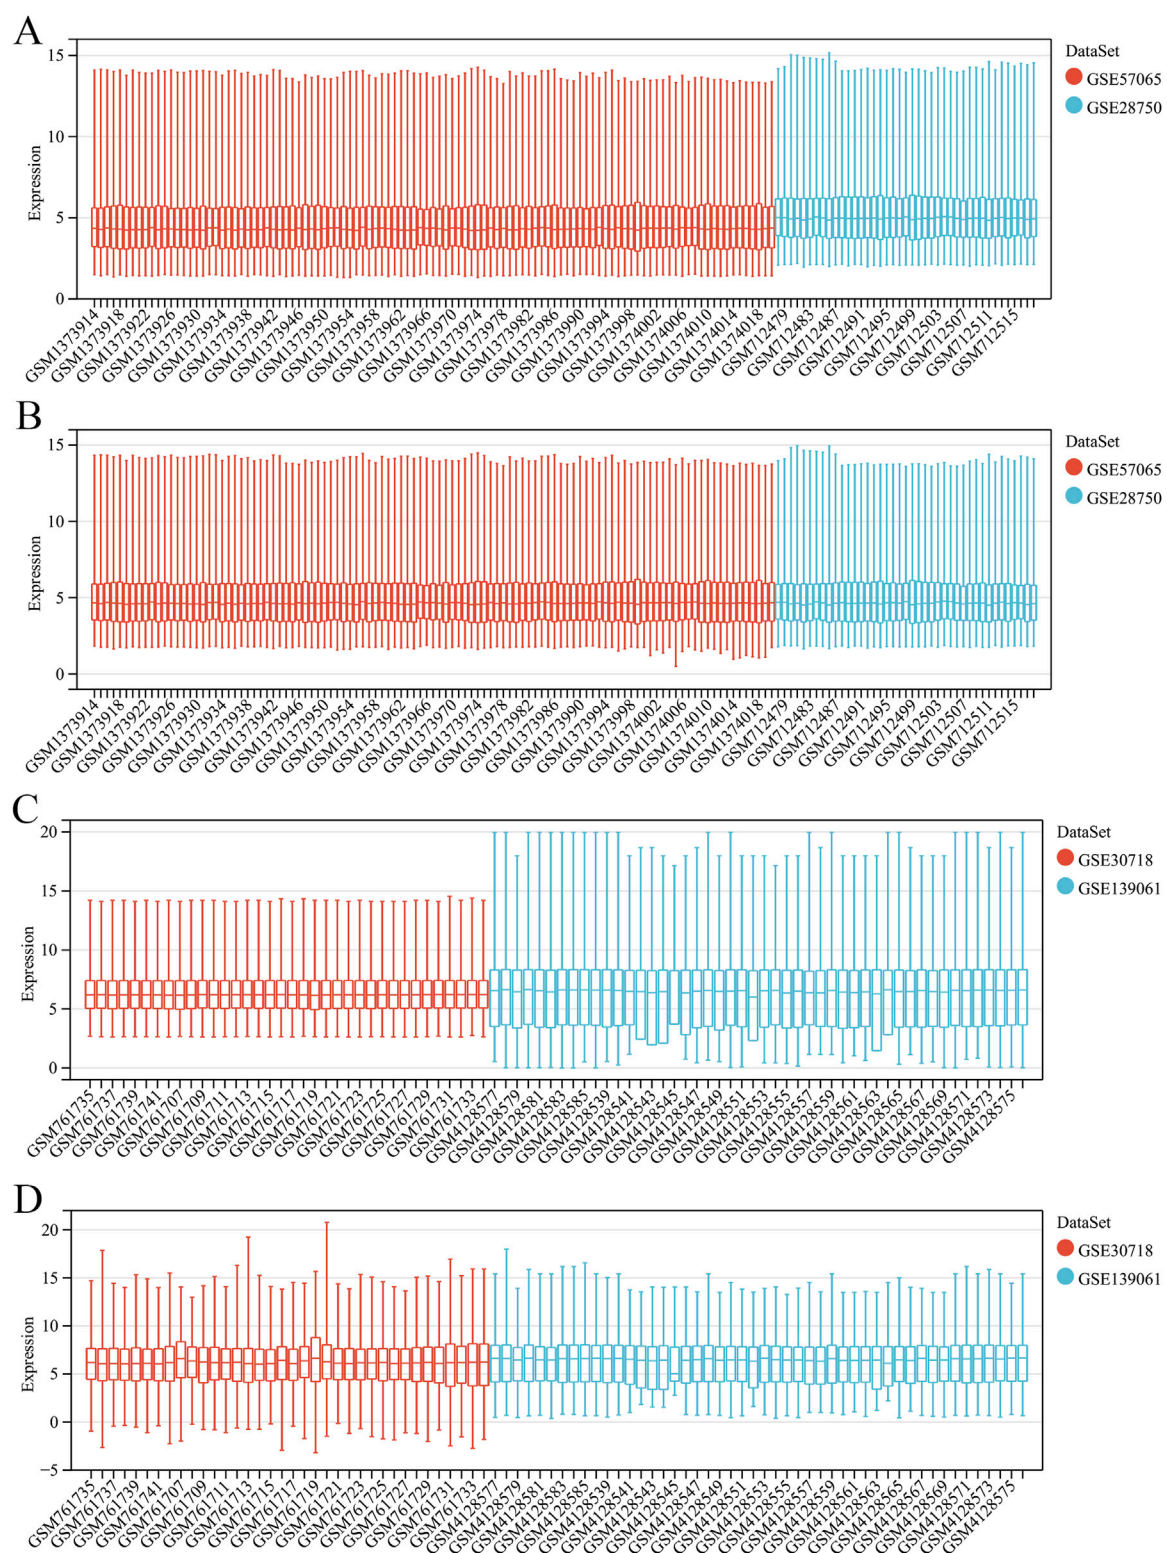 A
15
10
5
0
Expression
GSM1373914
GSM1373918
GSM1373922
GSM1373926
GSM1373930
GSM1373934
GSM1373938
GSM1373942
GSM1373946
GSM1373950
GSM1373954
GSM1373958
GSM1373962
GSM1373966
GSM1373970
GSM1373974
GSM1373978
GSM1373982
GSM1373986
GSM1373990
GSM1373994
GSM1373998
GSM1374002
GSM1374006
GSM1374010
GSM1374014
GSM1374018
GSM712479
GSM712483
GSM712487
GSM712491
GSM712495
GSM712499
GSM712503
GSM712507
GSM712511
GSM712515
DataSet
GSE57065
GSE28750
B
15
10
5
0
Expression
GSM1373914
GSM1373918
GSM1373922
GSM1373926
GSM1373930
GSM1373934
GSM1373938
GSM1373942
GSM1373946
GSM1373950
GSM1373954
GSM1373958
GSM1373962
GSM1373966
GSM1373970
GSM1373974
GSM1373978
GSM1373982
GSM1373986
GSM1373990
GSM1373994
GSM1373998
GSM1374002
GSM1374006
GSM1374010
GSM1374014
GSM1374018
GSM712479
GSM712483
GSM712487
GSM712491
GSM712495
GSM712499
GSM712503
GSM712507
GSM712511
GSM712515
DataSet
GSE57065
GSE28750
C
20
15
10
5
0
Expression
GSM761735
GSM761737
GSM761739
GSM761741
GSM761707
GSM761709
GSM761711
GSM761713
GSM761715
GSM761717
GSM761719
GSM761721
GSM761723
GSM761725
GSM761727
GSM761729
GSM761731
GSM761733
GSM4128577
GSM4128579
GSM4128581
GSM4128583
GSM4128585
GSM4128539
GSM4128541
GSM4128543
GSM4128545
GSM4128547
GSM4128549
GSM4128551
GSM4128553
GSM4128555
GSM4128557
GSM4128559
GSM4128561
GSM4128563
GSM4128565
GSM4128567
GSM4128569
GSM4128571
GSM4128573
GSM4128575
DataSet
GSE30718
GSE139061
D
20
15
10
5
0
−5
Expression
GSM761735
GSM761737
GSM761739
GSM761741
GSM761707
GSM761709
GSM761711
GSM761713
GSM761715
GSM761717
GSM761719
GSM761721
GSM761723
GSM761725
GSM761727
GSM761729
GSM761731
GSM761733
GSM4128577
GSM4128579
GSM4128581
GSM4128583
GSM4128585
GSM4128539
GSM4128541
GSM4128543
GSM4128545
GSM4128547
GSM4128549
GSM4128551
GSM4128553
GSM4128555
GSM4128557
GSM4128559
GSM4128561
GSM4128563
GSM4128565
GSM4128567
GSM4128569
GSM4128571
GSM4128573
GSM4128575
DataSet
GSE30718
GSE139061